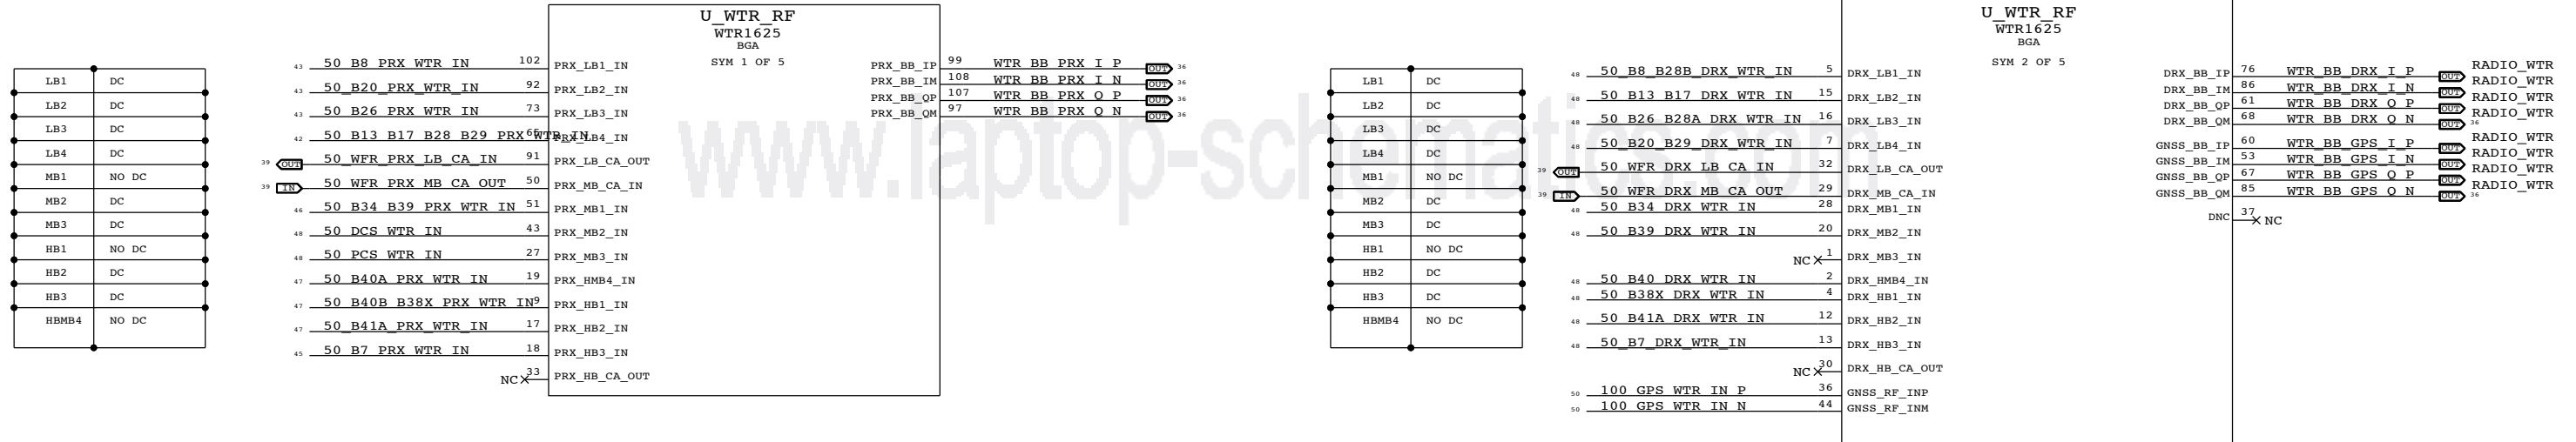 U_WTR_RF
WTR1625
BGA
SYM 1 OF 5
LB1 DC
LB2 DC
LB3 DC
LB4 DC
MB1 NO DC
MB2 DC
MB3 DC
HB1 NO DC
HB2 DC
HB3 DC
HBMB4 NO DC
43 50_B8_PRX_WTR_IN 102 PRX_LB1_IN
43 50_B20_PRX_WTR_IN 92 PRX_LB2_IN
43 50_B26_PRX_WTR_IN 73 PRX_LB3_IN
42 50_B13_B17_B28_B29_PRX_WTR_IN 65 PRX_LB4_IN
39 OUT 50_WFR_PRX_LB_CA_IN 91 PRX_LB_CA_OUT
39 IN 50_WFR_PRX_MB_CA_OUT 50 PRX_MB_CA_IN
46 50_B34_B39_PRX_WTR_IN 51 PRX_MB1_IN
48 50_DCS_WTR_IN 43 PRX_MB2_IN
48 50_PCS_WTR_IN 27 PRX_MB3_IN
47 50_B40A_PRX_WTR_IN 19 PRX_HMB4_IN
47 50_B40B_B38X_PRX_WTR_IN 9 PRX_HB1_IN
47 50_B41A_PRX_WTR_IN 17 PRX_HB2_IN
45 50_B7_PRX_WTR_IN 18 PRX_HB3_IN
NC 33 PRX_HB_CA_OUT
PRX_BB_IP 99 WTR_BB_PRX_I_P OUT 36
PRX_BB_IM 108 WTR_BB_PRX_I_N OUT 36
PRX_BB_QP 107 WTR_BB_PRX_Q_P OUT 36
PRX_BB_QM 97 WTR_BB_PRX_Q_N OUT 36
www.laptop-schematics.com
U_WTR_RF
WTR1625
BGA
SYM 2 OF 5
LB1 DC
LB2 DC
LB3 DC
LB4 DC
MB1 NO DC
MB2 DC
MB3 DC
HB1 NO DC
HB2 DC
HB3 DC
HBMB4 NO DC
48 50_B8_B28B_DRX_WTR_IN 5 DRX_LB1_IN
48 50_B13_B17_DRX_WTR_IN 15 DRX_LB2_IN
48 50_B26_B28A_DRX_WTR_IN 16 DRX_LB3_IN
48 50_B20_B29_DRX_WTR_IN 7 DRX_LB4_IN
39 OUT 50_WFR_DRX_LB_CA_IN 32 DRX_LB_CA_OUT
39 IN 50_WFR_DRX_MB_CA_OUT 29 DRX_MB_CA_IN
48 50_B34_DRX_WTR_IN 28 DRX_MB1_IN
48 50_B39_DRX_WTR_IN 20 DRX_MB2_IN
NC 1 DRX_MB3_IN
48 50_B40_DRX_WTR_IN 2 DRX_HMB4_IN
48 50_B38X_DRX_WTR_IN 4 DRX_HB1_IN
48 50_B41A_DRX_WTR_IN 12 DRX_HB2_IN
48 50_B7_DRX_WTR_IN 13 DRX_HB3_IN
NC 30 DRX_HB_CA_OUT
50 100_GPS_WTR_IN_P 36 GNSS_RF_INP
50 100_GPS_WTR_IN_N 44 GNSS_RF_INM
RADIO_WTR
DRX_BB_IP 76 WTR_BB_DRX_I_P OUT RADIO_WTR
DRX_BB_IM 86 WTR_BB_DRX_I_N OUT RADIO_WTR
DRX_BB_QP 61 WTR_BB_DRX_Q_P OUT RADIO_WTR
DRX_BB_QM 68 WTR_BB_DRX_Q_N OUT 36
RADIO_WTR
GNSS_BB_IP 60 WTR_BB_GPS_I_P OUT RADIO_WTR
GNSS_BB_IM 53 WTR_BB_GPS_I_N OUT RADIO_WTR
GNSS_BB_QP 67 WTR_BB_GPS_Q_P OUT RADIO_WTR
GNSS_BB_QM 85 WTR_BB_GPS_Q_N OUT 36
DNC 37 NC